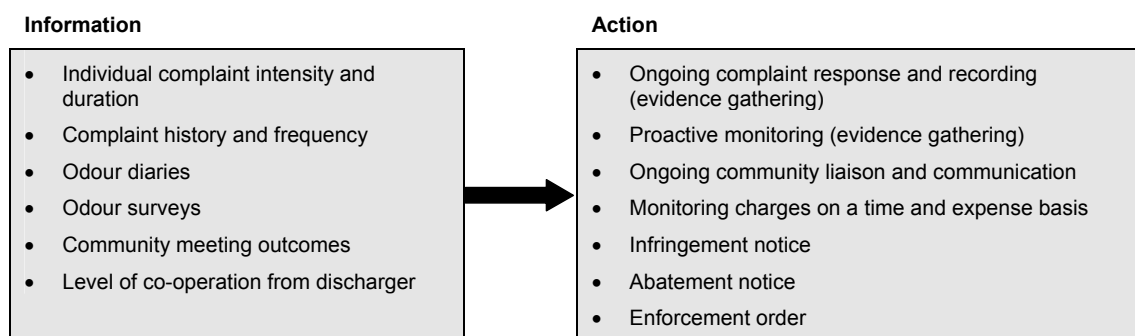 Information
• Individual complaint intensity and
duration
• Complaint history and frequency
• Odour diaries
• Odour surveys
• Community meeting outcomes
• Level of co-operation from discharger
Action
• Ongoing complaint response and recording
(evidence gathering)
• Proactive monitoring (evidence gathering)
• Ongoing community liaison and communication
• Monitoring charges on a time and expense basis
• Infringement notice
• Abatement notice
• Enforcement order